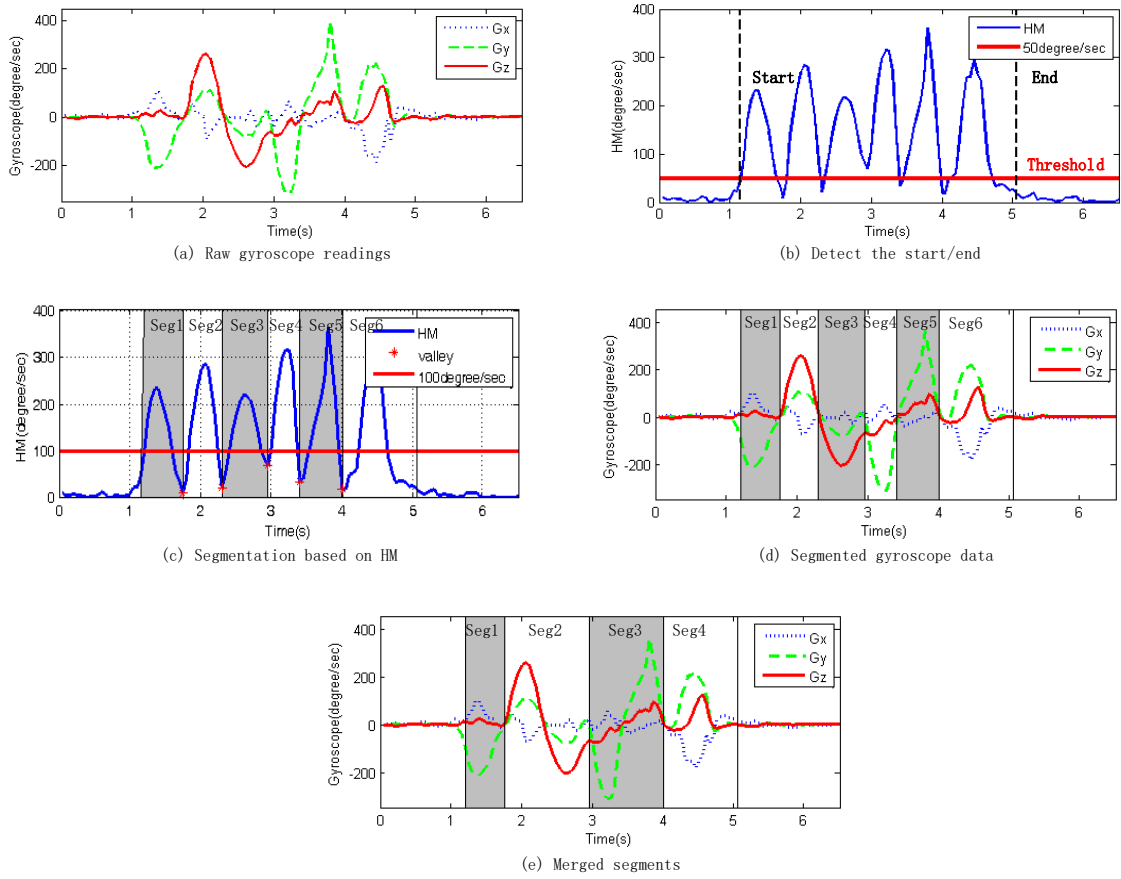 400
200
0
-200
Gyroscope(degree/sec)
Gx
Gy
Gz
0 1 2 3 4 5 6
Time(s)
(a) Raw gyroscope readings
400
300
200
100
0
HM(degree/sec)
Start
HM
50degree/sec
End
Threshold
0 1 2 3 4 5 6
Time(s)
(b) Detect the start/end
400
300
200
100
0
HM(degree/sec)
Seg1 Seg2 Seg3 Seg4 Seg5 Seg6
HM
valley
100degree/sec
0 1 2 3 4 5 6
Time(s)
(c) Segmentation based on HM
400
200
0
-200
Gyroscope(degree/sec)
Seg1 Seg2 Seg3 Seg4 Seg5 Seg6
Gx
Gy
Gz
0 1 2 3 4 5 6
Time(s)
(d) Segmented gyroscope data
400
200
0
-200
Gyroscope(degree/sec)
Seg1 Seg2 Seg3 Seg4
Gx
Gy
Gz
0 1 2 3 4 5 6
Time(s)
(e) Merged segments